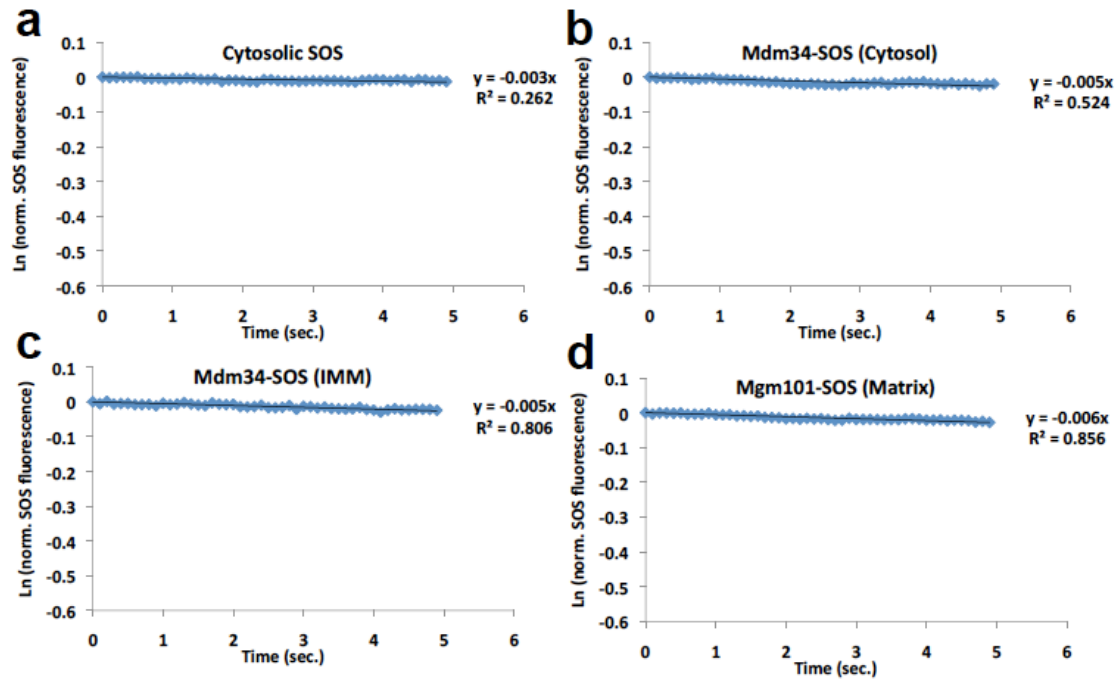 a
Cytosolic SOS
y = -0.003x
R² = 0.262
Ln (norm. SOS fluorescence)
0.1
0
-0.1
-0.2
-0.3
-0.4
-0.5
-0.6
0 1 2 3 4 5 6
Time (sec.)
b
Mdm34-SOS (Cytosol)
y = -0.005x
R² = 0.524
Ln (norm. SOS fluorescence)
0.1
0
-0.1
-0.2
-0.3
-0.4
-0.5
-0.6
0 1 2 3 4 5 6
Time (sec.)
c
Mdm34-SOS (IMM)
y = -0.005x
R² = 0.806
Ln (norm. SOS fluorescence)
0.1
0
-0.1
-0.2
-0.3
-0.4
-0.5
-0.6
0 1 2 3 4 5 6
Time (sec.)
d
Mgm101-SOS (Matrix)
y = -0.006x
R² = 0.856
Ln (norm. SOS fluorescence)
0.1
0
-0.1
-0.2
-0.3
-0.4
-0.5
-0.6
0 1 2 3 4 5 6
Time (sec.)